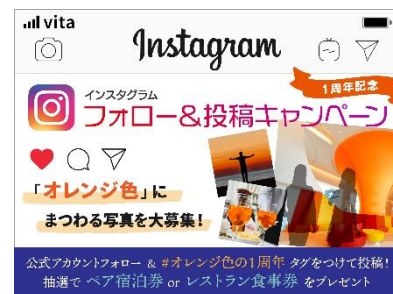 vita
Instagram
1周年記念
インスタグラム
フォロー&投稿キャンペーン
「オレンジ色」に
まつわる写真を大募集!
公式アカウントフォロー & #オレンジ色の1周年 タグをつけて投稿!
抽選で ペア宿泊券 or レストラン食事券 をプレゼント